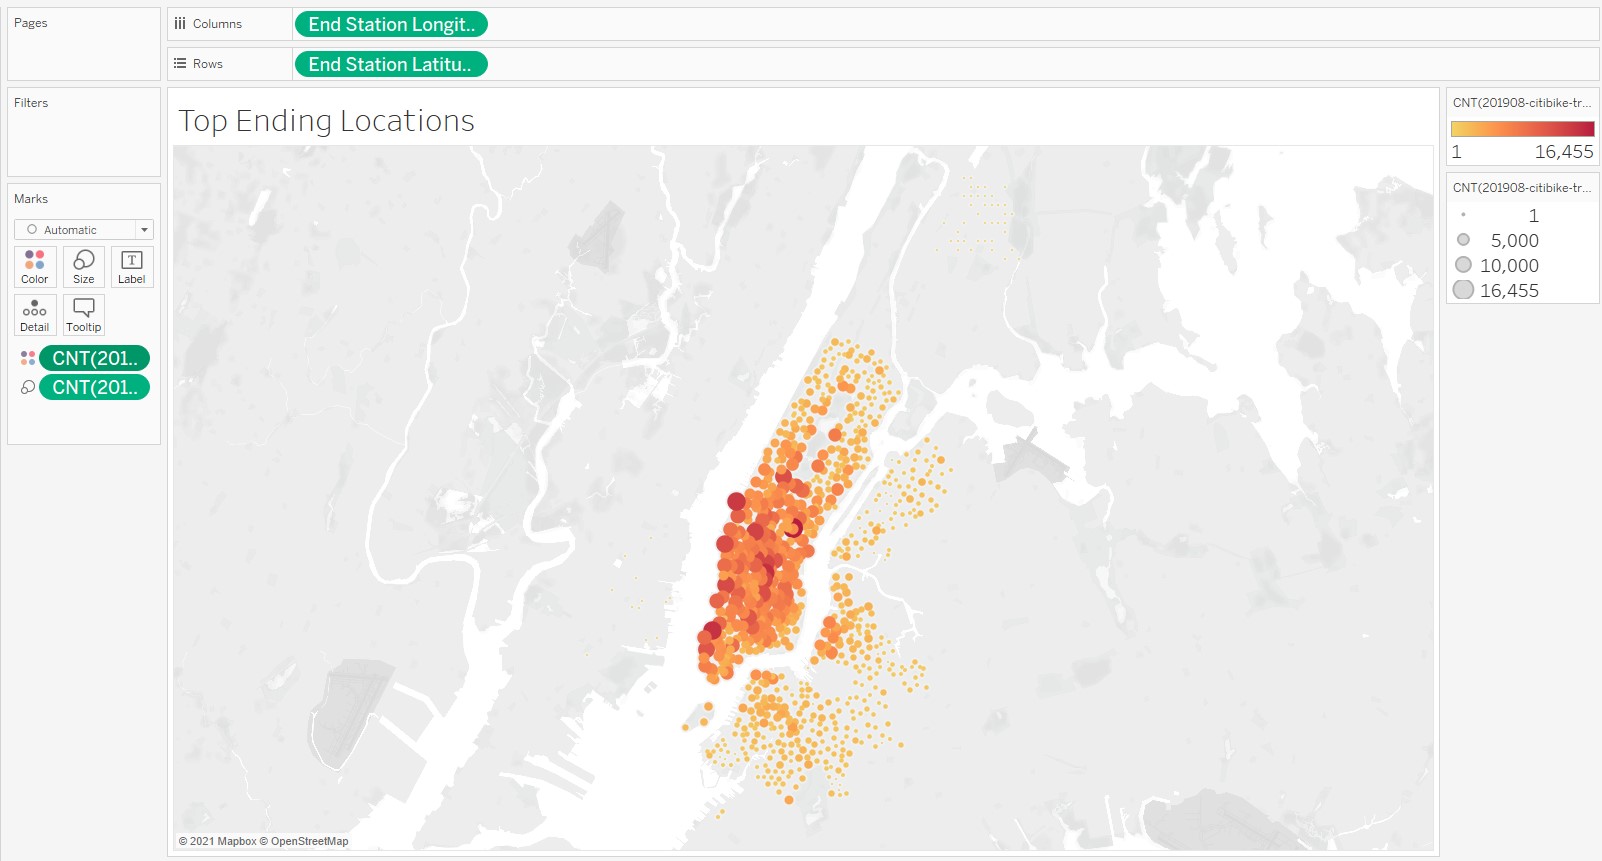 Pages
Columns
End Station Longit..
Rows
End Station Latitu..
Filters
Marks
Automatic
Color
Size
T
Label
Detail
Tooltip
CNT(201..
CNT(201..
Top Ending Locations
© 2021 Mapbox © OpenStreetMap
CNT(201908-citibike-tr...
1 16,455
CNT(201908-citibike-tr...
1
5,000
10,000
16,455